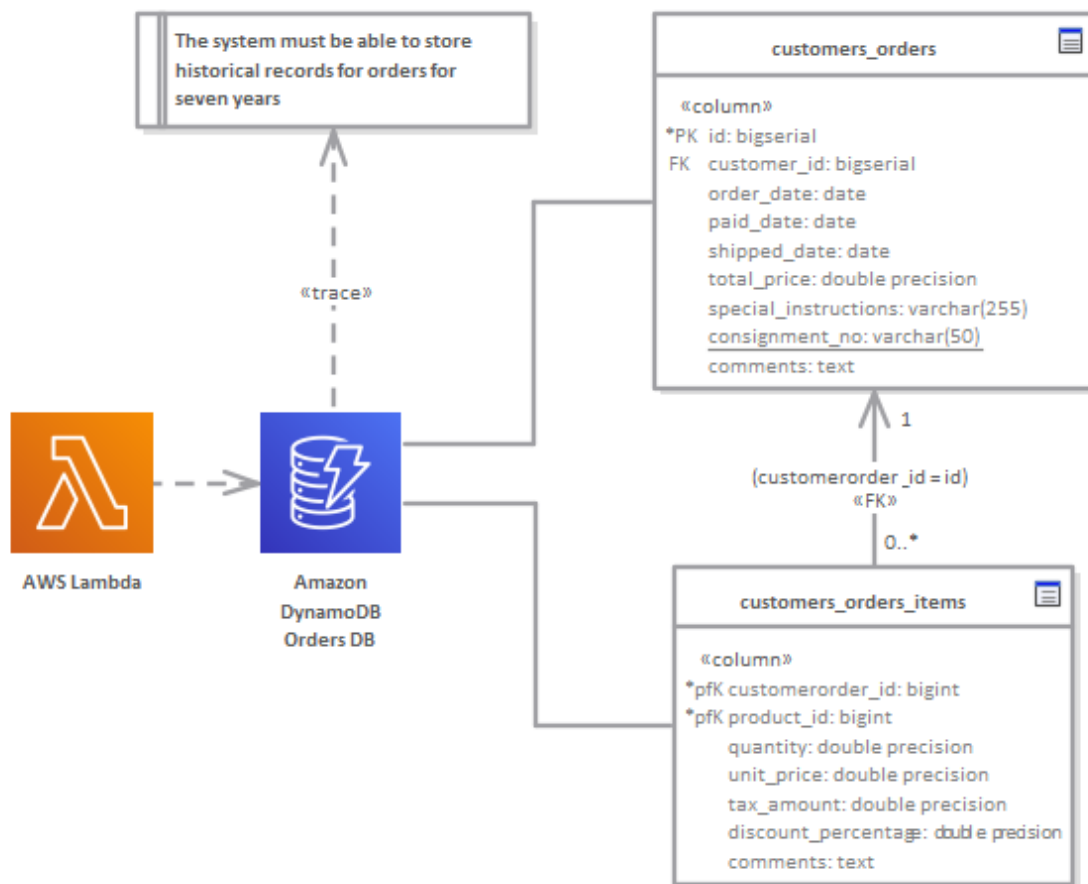 The system must be able to store
historical records for orders for
seven years
customers_orders
«column»
*PK id: bigserial
FK customer_id: bigserial
order_date: date
paid_date: date
shipped_date: date
total_price: double precision
special_instructions: varchar(255)
consignment_no: varchar(50)
comments: text
«trace»
1
(customerorder_id = id)
«FK»
0..*
AWS Lambda
Amazon
DynamoDB
Orders DB
customers_orders_items
«column»
*pfK customerorder_id: bigint
*pfK product_id: bigint
quantity: double precision
unit_price: double precision
tax_amount: double precision
discount_percentage: double precision
comments: text